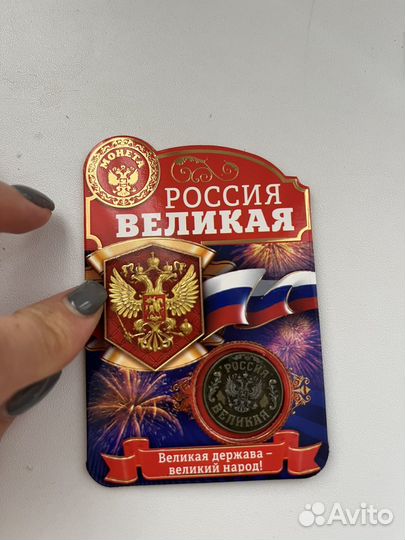 МОНЕТА
РОССИЯ
ВЕЛИКАЯ
РОССИЯ
ВЕЛИКАЯ
Великая держава –
великий народ!
Avito